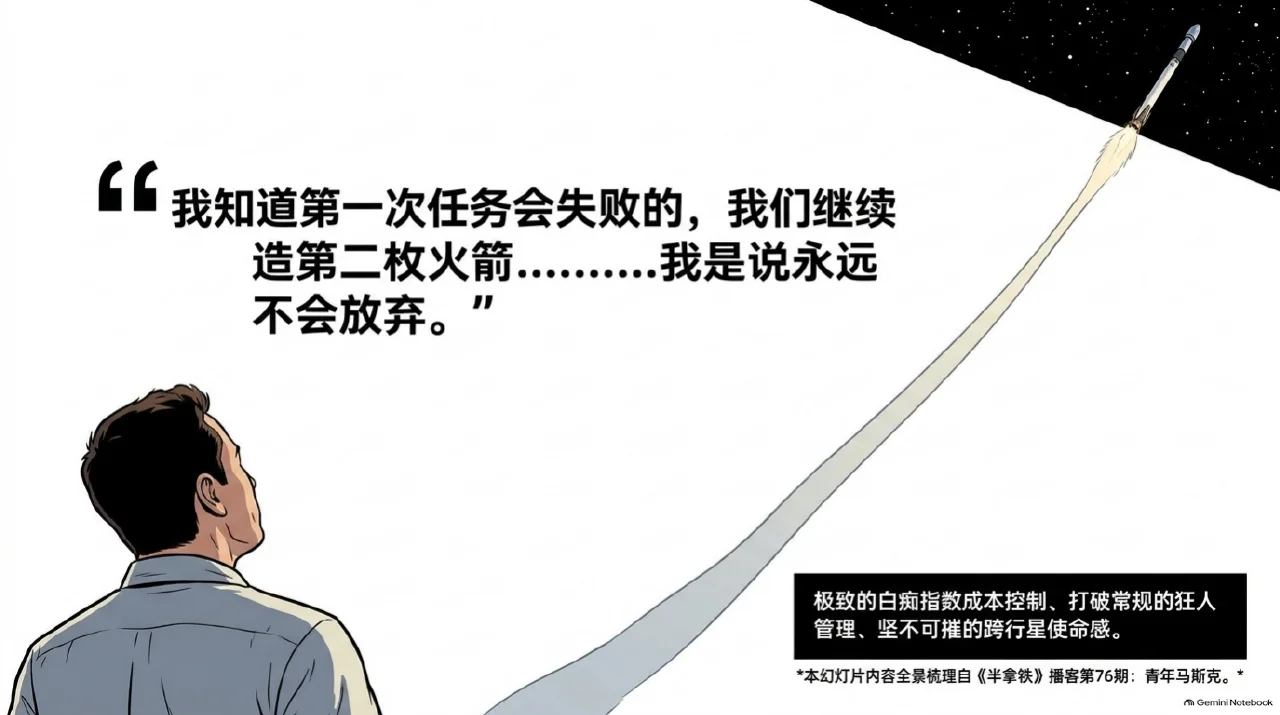 “我知道第一次任务会失败的，我们继续
造第二枚火箭..........我是说永远
不会放弃。”
极致的白痴指数成本控制、打破常规的狂人
管理、坚不可摧的跨行星使命感。
*本幻灯片内容全景梳理自《半拿铁》播客第76期：青年马斯克。*
Gemini Notebook